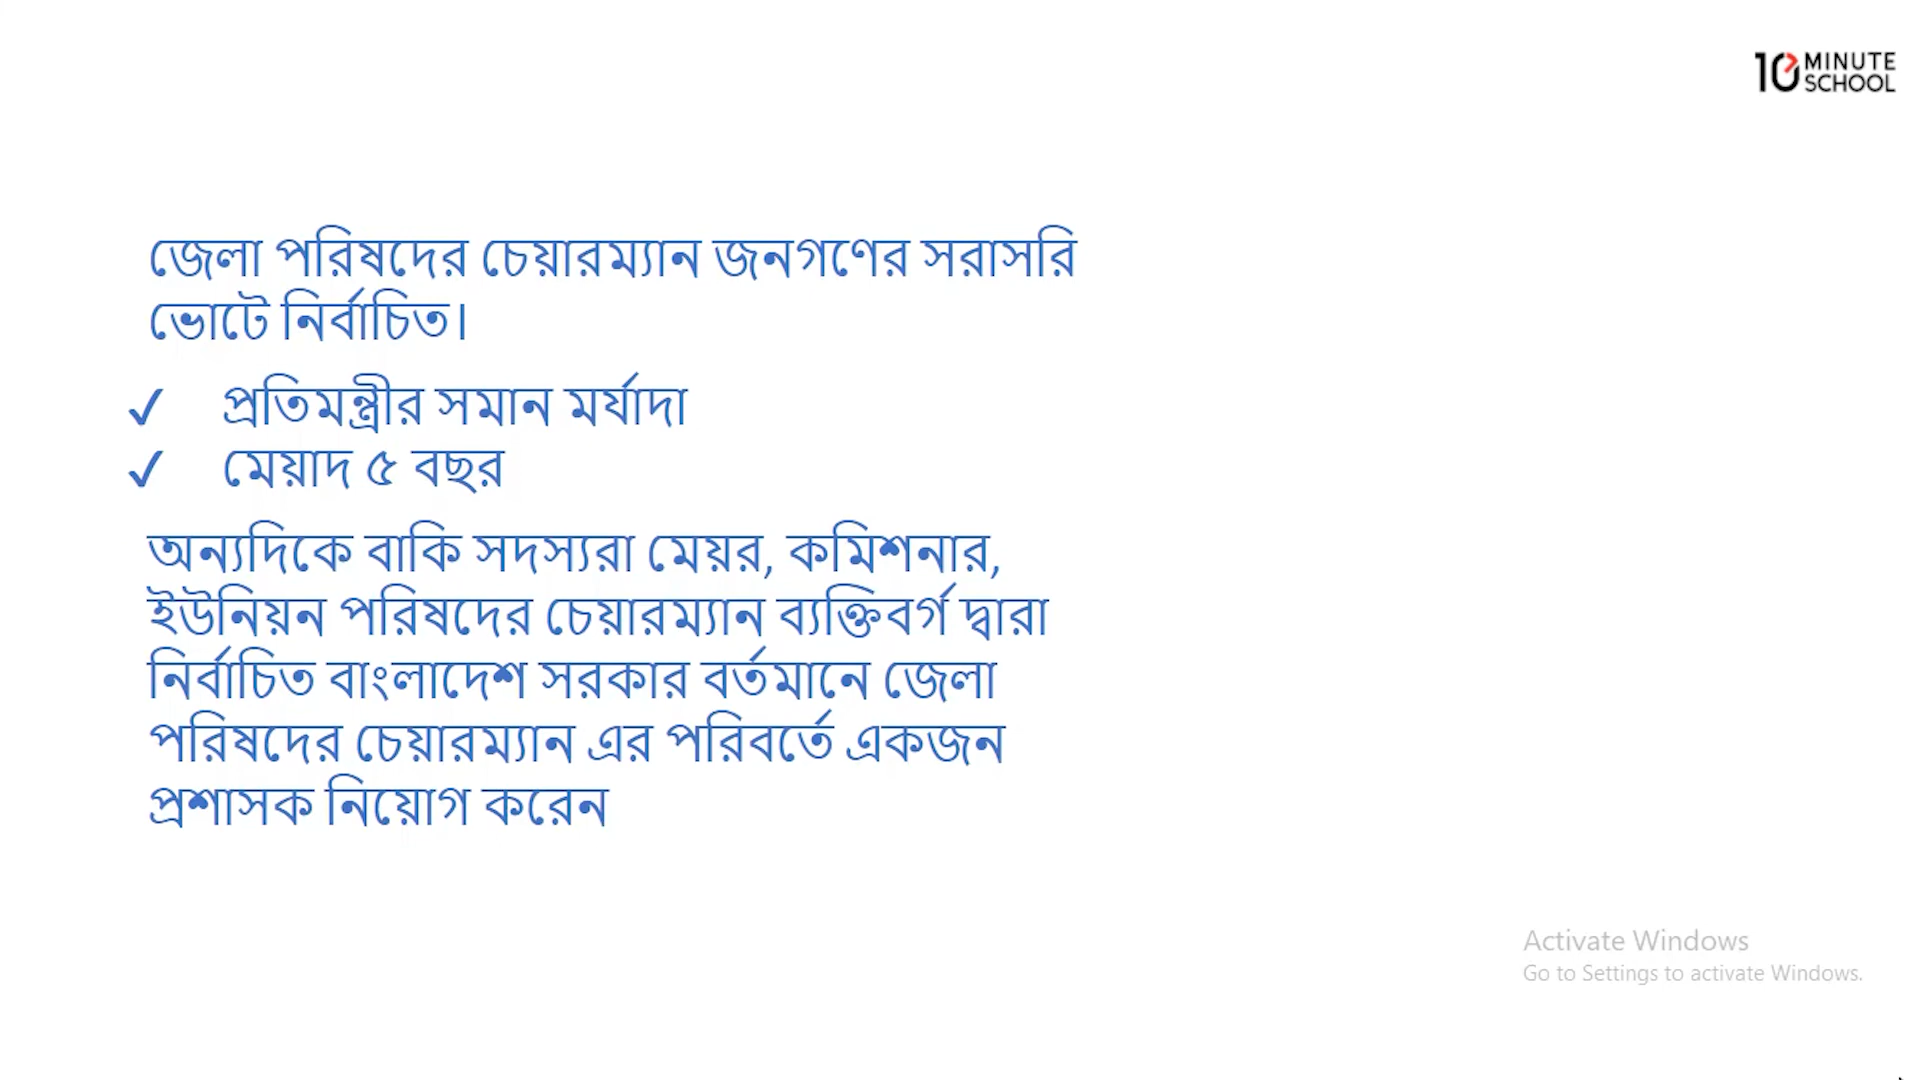 10 MINUTE
SCHOOL
জেলা পরিষদের চেয়ারম্যান জনগণের সরাসরি
ভোটে নির্বাচিত।
✓ প্রতিমন্ত্রীর সমান মর্যাদা
✓ মেয়াদ ৫ বছর
অন্যদিকে বাকি সদস্যরা মেয়র, কমিশনার,
ইউনিয়ন পরিষদের চেয়ারম্যান ব্যক্তিবর্গ দ্বারা
নির্বাচিত বাংলাদেশ সরকার বর্তমানে জেলা
পরিষদের চেয়ারম্যান এর পরিবর্তে একজন
প্রশাসক নিয়োগ করেন
Activate Windows
Go to Settings to activate Windows.